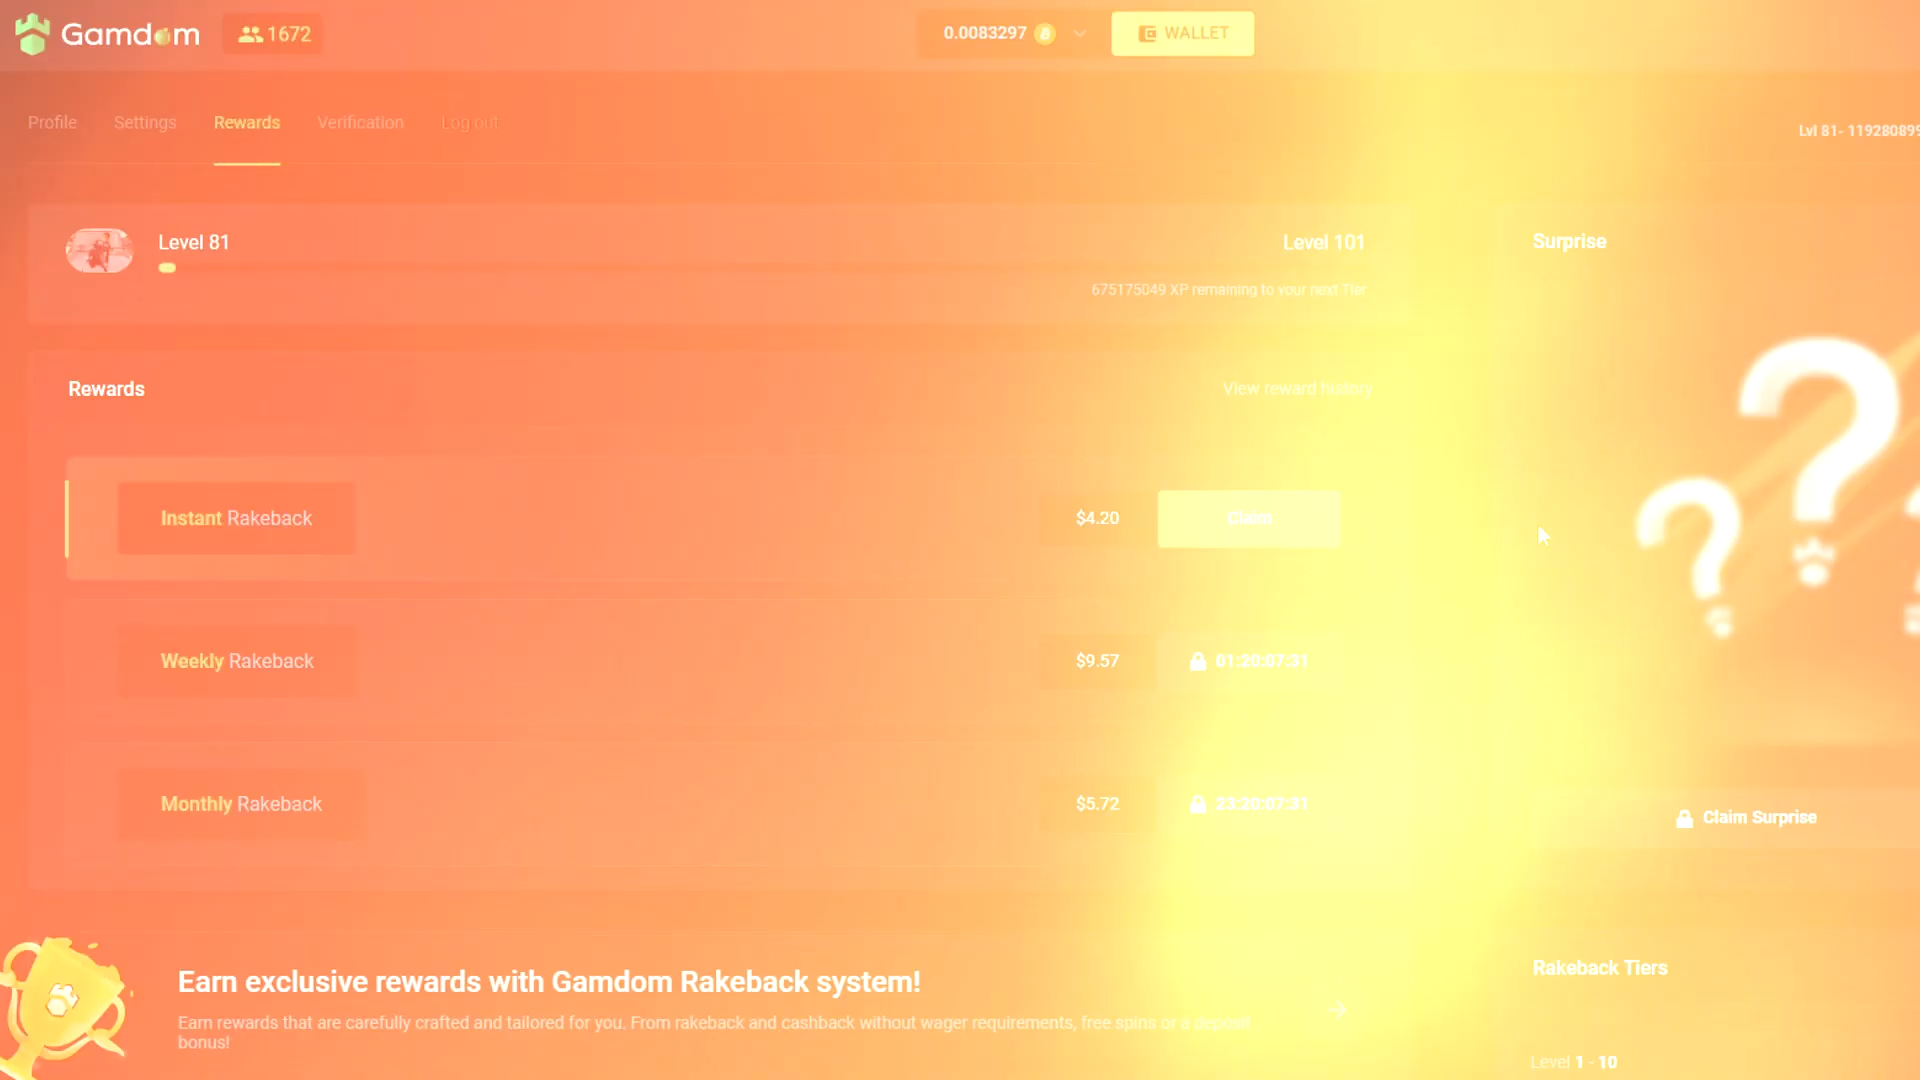 Gamdom
1672
0.0083297
WALLET
Profile
Settings
Rewards
Verification
Log out
Lvl 81- 119280899
Level 81
Level 101
675175049 XP remaining to your next Tier
Surprise
Rewards
View reward history
Instant Rakeback
$4.20
Claim
Weekly Rakeback
$9.57
01:20:07:31
Monthly Rakeback
$5.72
23:20:07:31
Claim Surprise
Earn exclusive rewards with Gamdom Rakeback system!
Earn rewards that are carefully crafted and tailored for you. From rakeback and cashback without wager requirements, free spins or a deposit
bonus!
Rakeback Tiers
Level 1 - 10